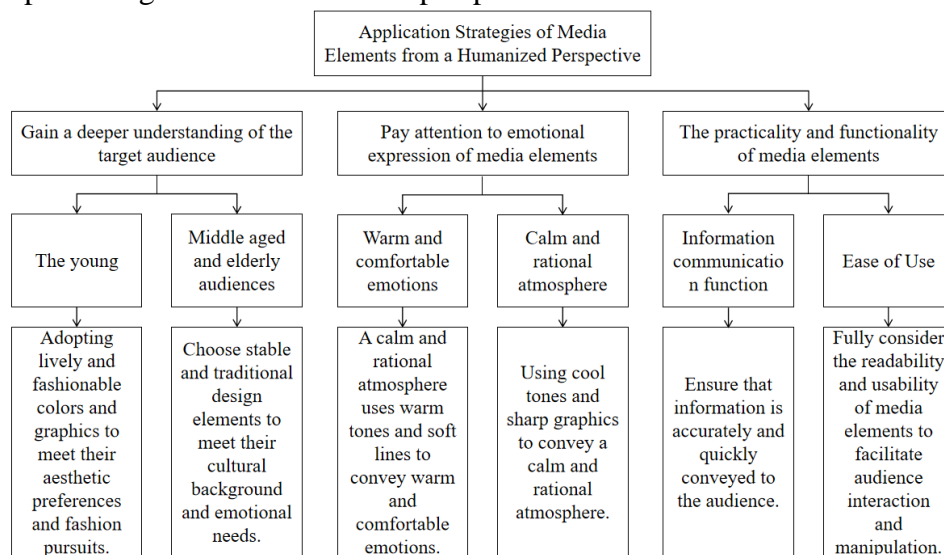 Application Strategies of Media
Elements from a Humanized Perspective
Gain a deeper understanding of the
target audience
Pay attention to emotional
expression of media elements
The practicality and functionality
of media elements
The young
Middle aged
and elderly
audiences
Warm and
comfortable
emotions
Calm and
rational
atmosphere
Information
communicatio
n function
Ease of Use
Adopting
lively and
fashionable
colors and
graphics to
meet their
aesthetic
preferences
and fashion
pursuits.
Choose stable
and traditional
design
elements to
meet their
cultural
background
and emotional
needs.
A calm and
rational
atmosphere
uses warm
tones and soft
lines to
convey warm
and
comfortable
emotions.
Using cool
tones and
sharp graphics
to convey a
calm and
rational
atmosphere.
Ensure that
information is
accurately and
quickly
conveyed to
the audience.
Fully consider
the readability
and usability
of media
elements to
facilitate
audience
interaction
and
manipulation.